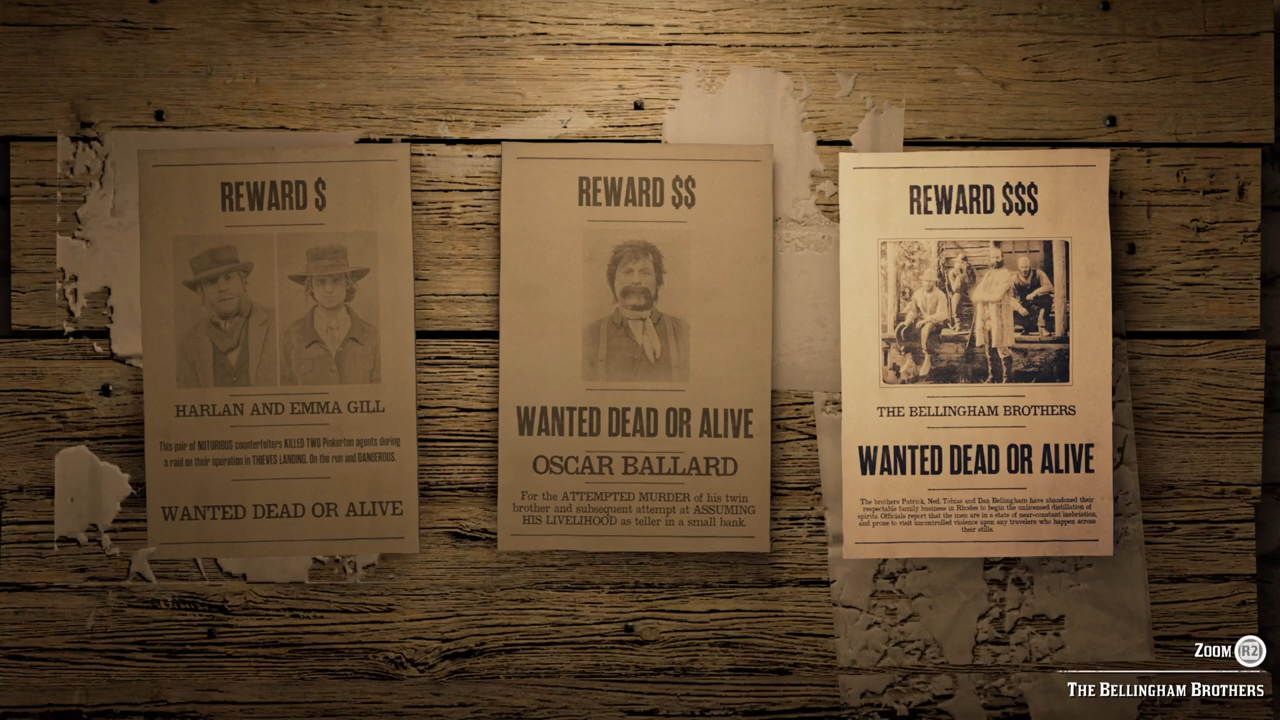 REWARD $
HARLAN AND EMMA GILL
This pair of NOTORIOUS counterfeiters KILLED TWO Pinkerton agents during
a raid on their operation in THIEVES LANDING. On the run and DANGEROUS.
WANTED DEAD OR ALIVE
REWARD $$
WANTED DEAD OR ALIVE
OSCAR BALLARD
For the ATTEMPTED MURDER of his twin
brother and subsequent attempt at ASSUMING
HIS LIVELIHOOD as teller in a small bank.
REWARD $$$
THE BELLINGHAM BROTHERS
WANTED DEAD OR ALIVE
The brothers Patrick, Ned, Tobias and Dan Bellingham have abandoned their
respectable family business in Rhodes to begin the unlicensed distillation of
spirits. Officials report that the men are in a state of near-constant inebriation,
and prone to visit uncontrolled violence upon any travelers who happen across
their stills.
ZOOM R2
THE BELLINGHAM BROTHERS